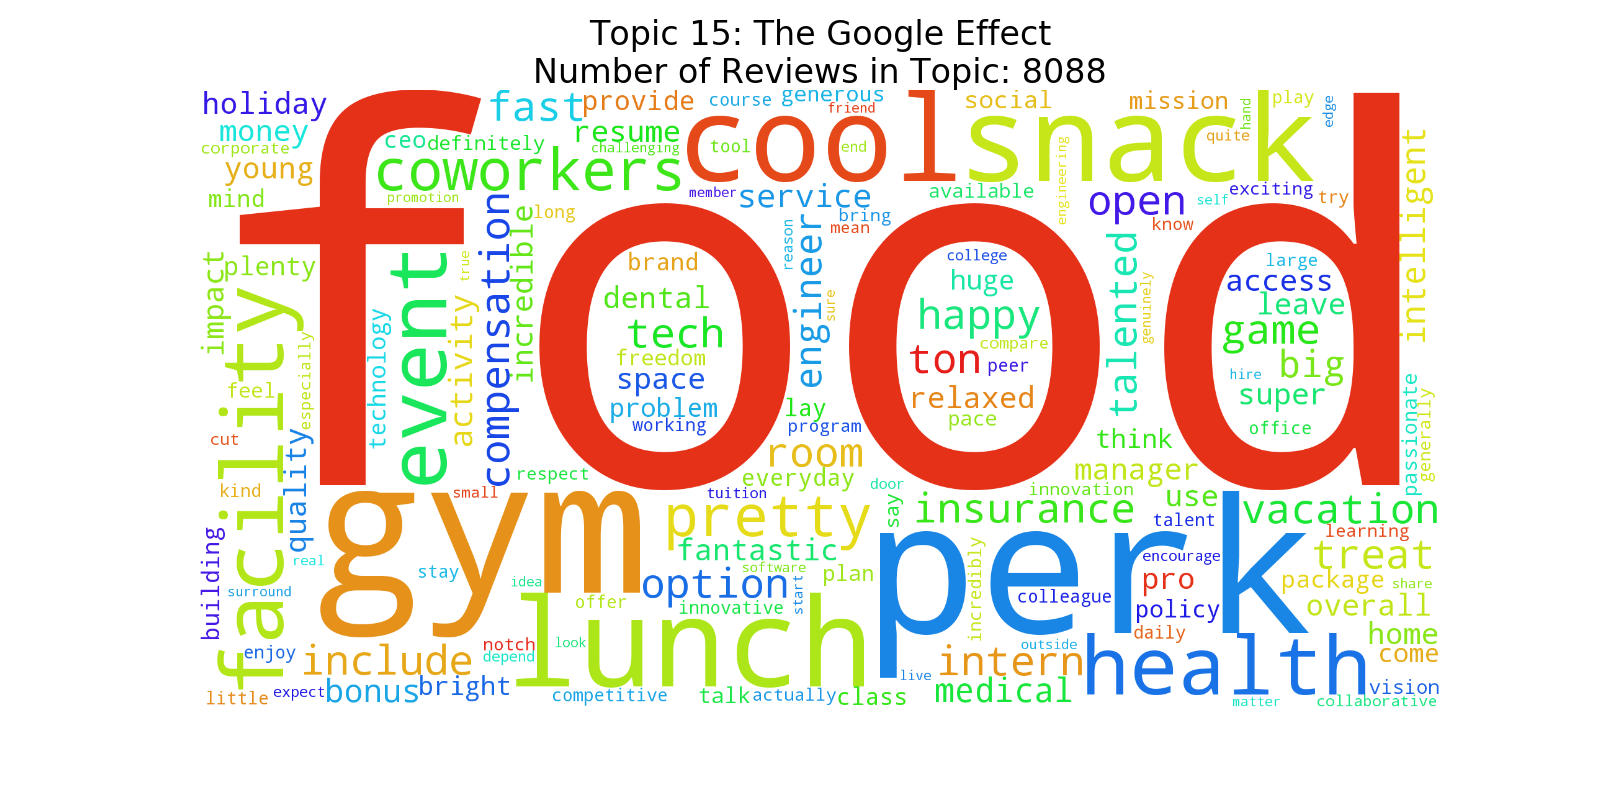 Topic 15: The Google Effect
Number of Reviews in Topic: 8088
holiday
fast
provide
course
generous
friend
social
mission
quite
hand
play
edge
money
corporate
ceo
definitely
resume
challenging
cool
tool
end
snack
young
coworkers
promotion
member
service
available
engineering
open
exciting
self
try
know
intelligent
mind
food
long
incredible
compensation
reason
engineer
bring
mean
impact
plenty
event
true
activity
technology
brand
dental
tech
freedom
space
problem
working
sure
college
huge
happy
ton
compare
peer
relaxed
pace
talented
genuinely
large
access
leave
game
big
hire
super
office
facility
especially
feel
cut
kind
quality
lay
program
room
everyday
respect
think
manager
passionate
generally
small
gym
tuition
door
say
innovation
use
pretty
insurance
talent
vacation
learning
building
real
surround
stay
fantastic
software
idea
option
start
plan
offer
innovative
incredibly
perk
colleague
encourage
pro
policy
treat
package
share
overall
daily
home
come
enjoy
include
notch
depend
look
lunch
outside
live
intern
health
medical
vision
little
expect
bonus
bright
competitive
talk
actually
class
matter
collaborative